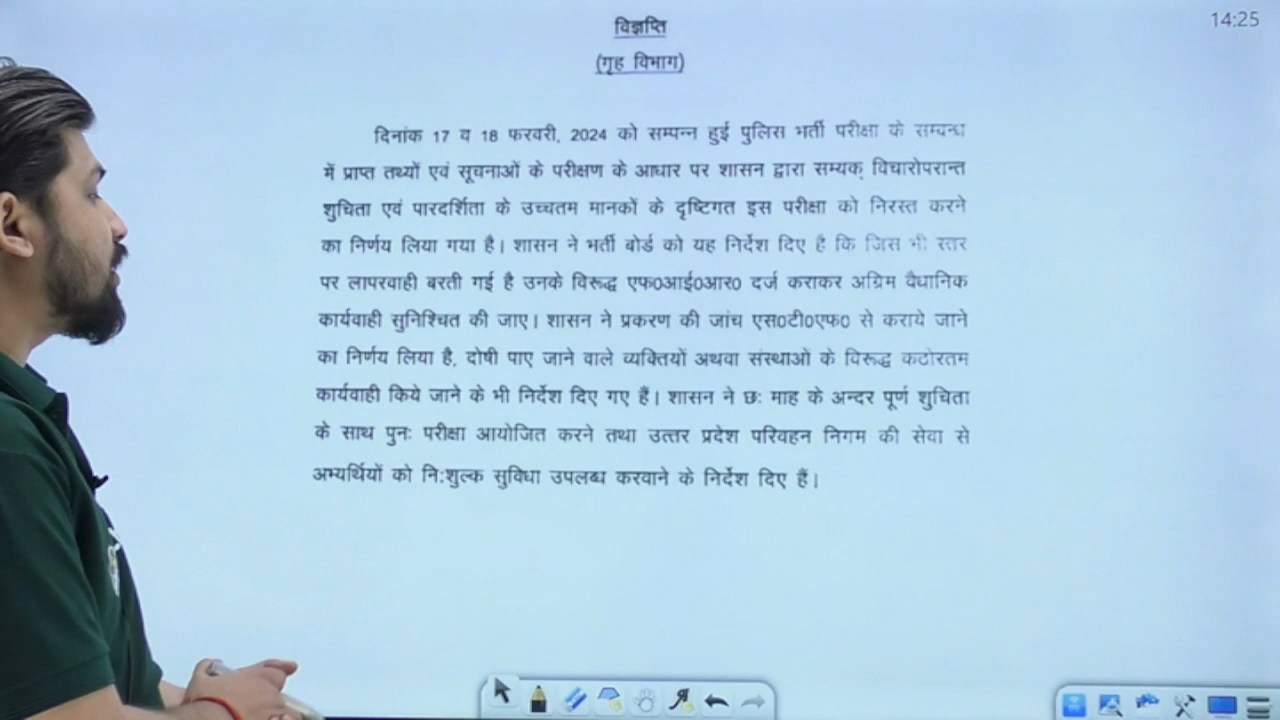 14:25
विज्ञप्ति
(गृह विभाग)
दिनांक 17 व 18 फरवरी, 2024 को सम्पन्न हुई पुलिस भर्ती परीक्षा के सम्बन्ध
में प्राप्त तथ्यों एवं सूचनाओं के परीक्षण के आधार पर शासन द्वारा सम्यक् विचारोपरान्त
शुचिता एवं पारदर्शिता के उच्चतम मानकों के दृष्टिगत इस परीक्षा को निरस्त करने
का निर्णय लिया गया है। शासन ने भर्ती बोर्ड को यह निर्देश दिए है कि जिस भी स्तर
पर लापरवाही बरती गई है उनके विरूद्ध एफ0आई0आर0 दर्ज कराकर अग्रिम वैधानिक
कार्यवाही सुनिश्चित की जाए। शासन ने प्रकरण की जांच एस0टी0एफ0 से कराये जाने
का निर्णय लिया है, दोषी पाए जाने वाले व्यक्तियों अथवा संस्थाओं के विरूद्ध कठोरतम
कार्यवाही किये जाने के भी निर्देश दिए गए हैं। शासन ने छः माह के अन्दर पूर्ण शुचिता
के साथ पुनः परीक्षा आयोजित करने तथा उत्तर प्रदेश परिवहन निगम की सेवा से
अभ्यर्थियों को नि:शुल्क सुविधा उपलब्ध करवाने के निर्देश दिए हैं।